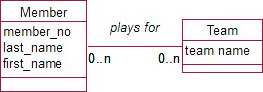 Member
member_no
last_name
first_name
plays for
0..n
0..n
Team
team name